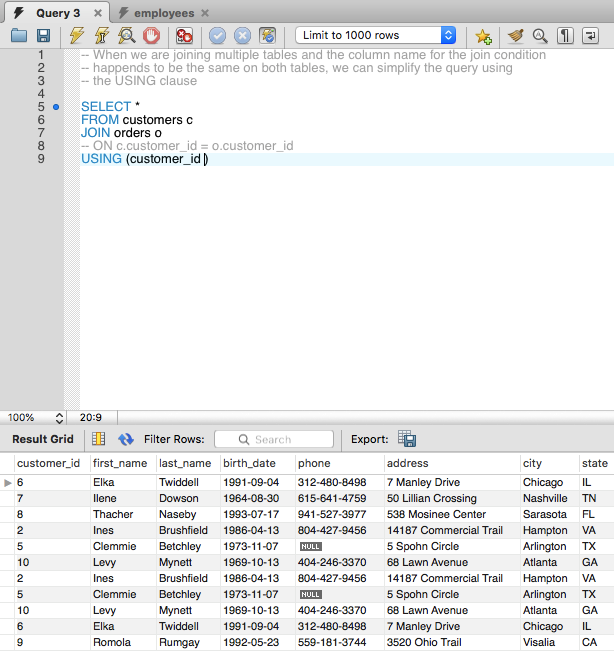 Query 3 employees
Limit to 1000 rows
1 -- When we are joining multiple tables and the column name for the join condition
2 -- happends to be the same on both tables, we can simplify the query using
3 -- the USING clause
4
5 SELECT *
6 FROM customers c
7 JOIN orders o
8 -- ON c.customer_id = o.customer_id
9 USING (customer_id )
100% 20:9
Result Grid Filter Rows: Search Export:
customer_id first_name last_name birth_date phone address city state
6 Elka Twiddell 1991-09-04 312-480-8498 7 Manley Drive Chicago IL
7 Ilene Dowson 1964-08-30 615-641-4759 50 Lillian Crossing Nashville TN
8 Thacher Naseby 1993-07-17 941-527-3977 538 Mosinee Center Sarasota FL
2 Ines Brushfield 1986-04-13 804-427-9456 14187 Commercial Trail Hampton VA
5 Clemmie Betchley 1973-11-07 NULL 5 Spohn Circle Arlington TX
10 Levy Mynett 1969-10-13 404-246-3370 68 Lawn Avenue Atlanta GA
2 Ines Brushfield 1986-04-13 804-427-9456 14187 Commercial Trail Hampton VA
5 Clemmie Betchley 1973-11-07 NULL 5 Spohn Circle Arlington TX
10 Levy Mynett 1969-10-13 404-246-3370 68 Lawn Avenue Atlanta GA
6 Elka Twiddell 1991-09-04 312-480-8498 7 Manley Drive Chicago IL
9 Romola Rumgay 1992-05-23 559-181-3744 3520 Ohio Trail Visalia CA